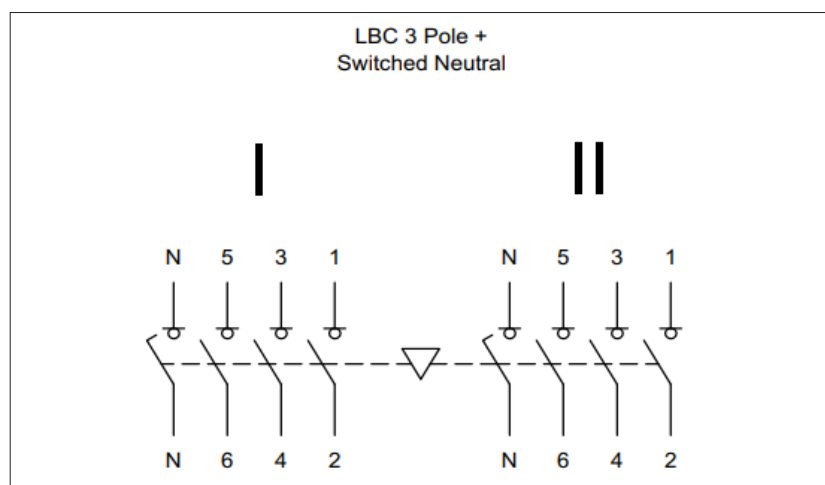 LBC 3 Pole +
Switched Neutral
I II
N 5 3 1 N 5 3 1
N 6 4 2 N 6 4 2